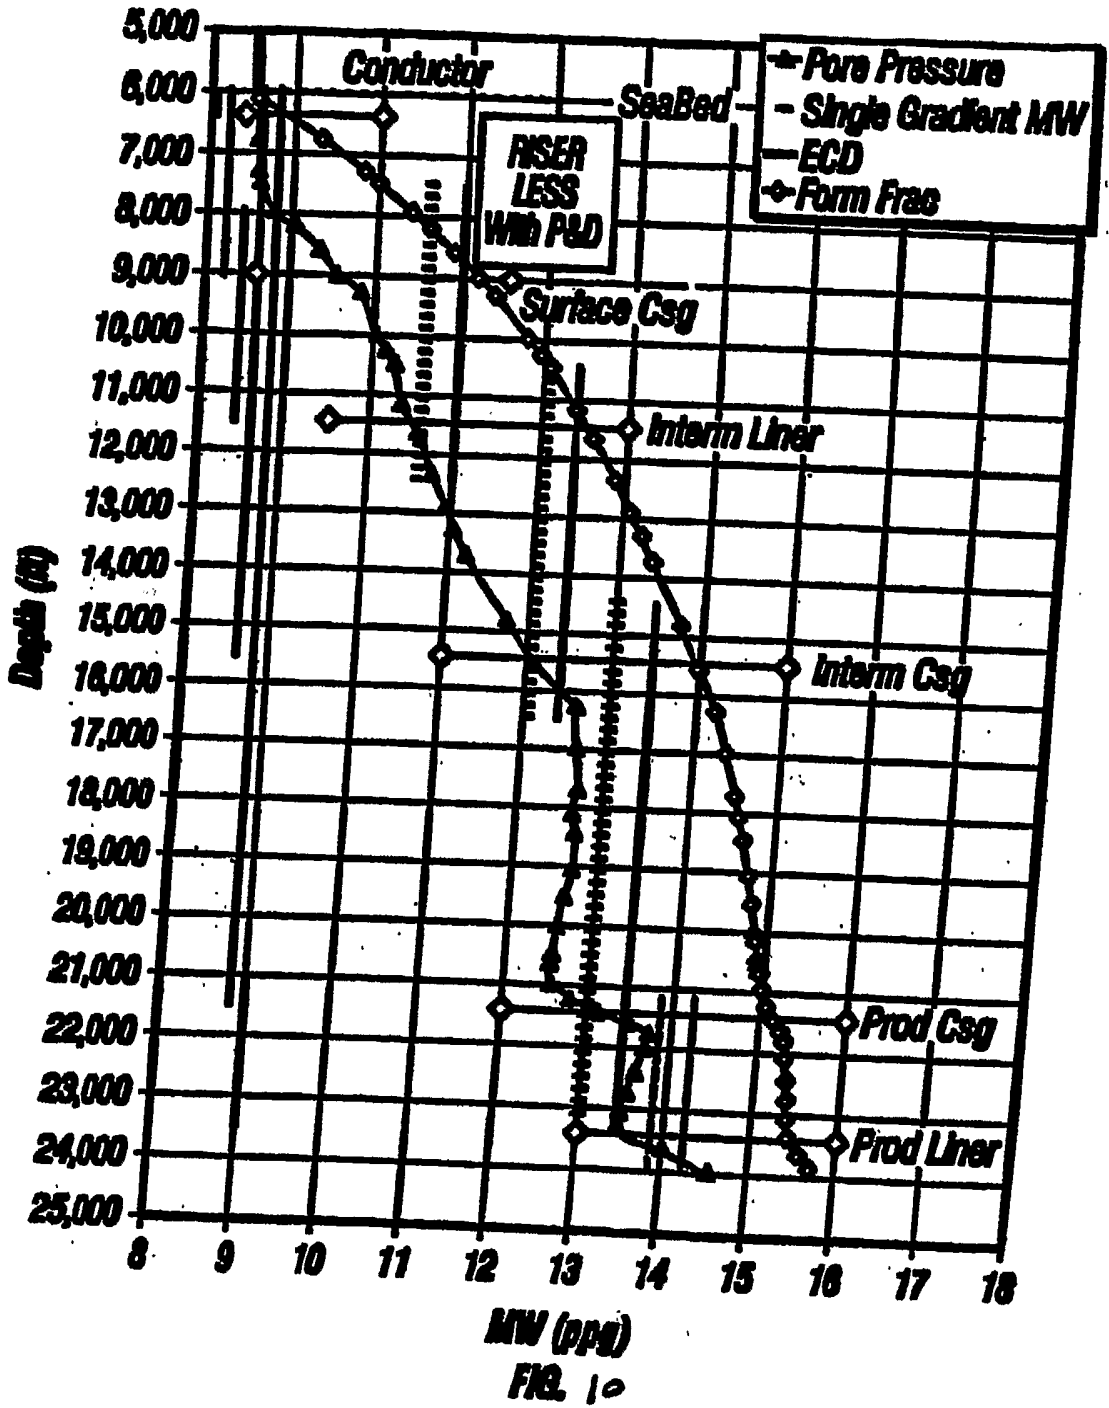 5,000
6,000
7,000
8,000
9,000
10,000
11,000
12,000
13,000
14,000
15,000
16,000
17,000
18,000
19,000
20,000
21,000
22,000
23,000
24,000
25,000
Depth (ft)
Conductor
SeaBed
RISER
LESS
With P&D
Pore Pressure
Single Gradient MW
ECD
Form Frac
Surface Csg
Interm Liner
Interm Csg
Prod Csg
Prod Liner
8 9 10 11 12 13 14 15 16 17 18
MW (ppg)
FIG. 10